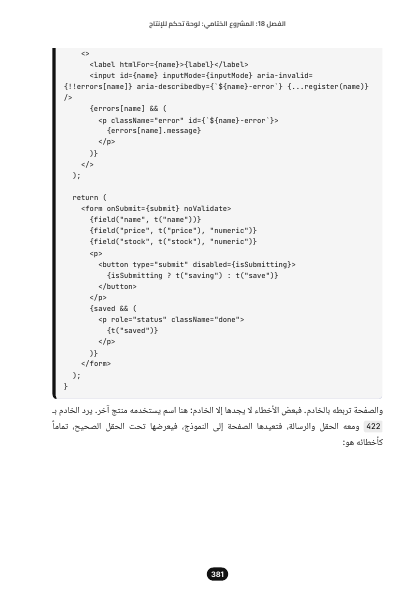 الفصل 18: المشروع الختامي: لوحة تحكم للإنتاج
<>
<label htmlFor={name}>{label}</label>
<input id={name} inputMode={inputMode} aria-invalid=
{!!errors[name]} aria-describedby={`${name}-error`} {...register(name)}
/>
{errors[name] && (
<p className="error" id={`${name}-error`}>
{errors[name].message}
</p>
)}
</>
);
return (
<form onSubmit={submit} noValidate>
{field("name", t("name"))}
{field("price", t("price"), "numeric")}
{field("stock", t("stock"), "numeric")}
<p>
<button type="submit" disabled={isSubmitting}>
{isSubmitting ? t("saving") : t("save")}
</button>
</p>
{saved && (
<p role="status" className="done">
{t("saved")}
</p>
)}
</form>
);
}
والصفحة تربطه بالخادم. فبعض الأخطاء لا يجدها إلا الخادم: هنا اسم يستخدمه منتج آخر. يرد الخادم بـ
422 ومعه الحقل والرسالة، فتعيدها الصفحة إلى النموذج، فيعرضها تحت الحقل الصحيح، تماماً
كأخطائه هو:
381